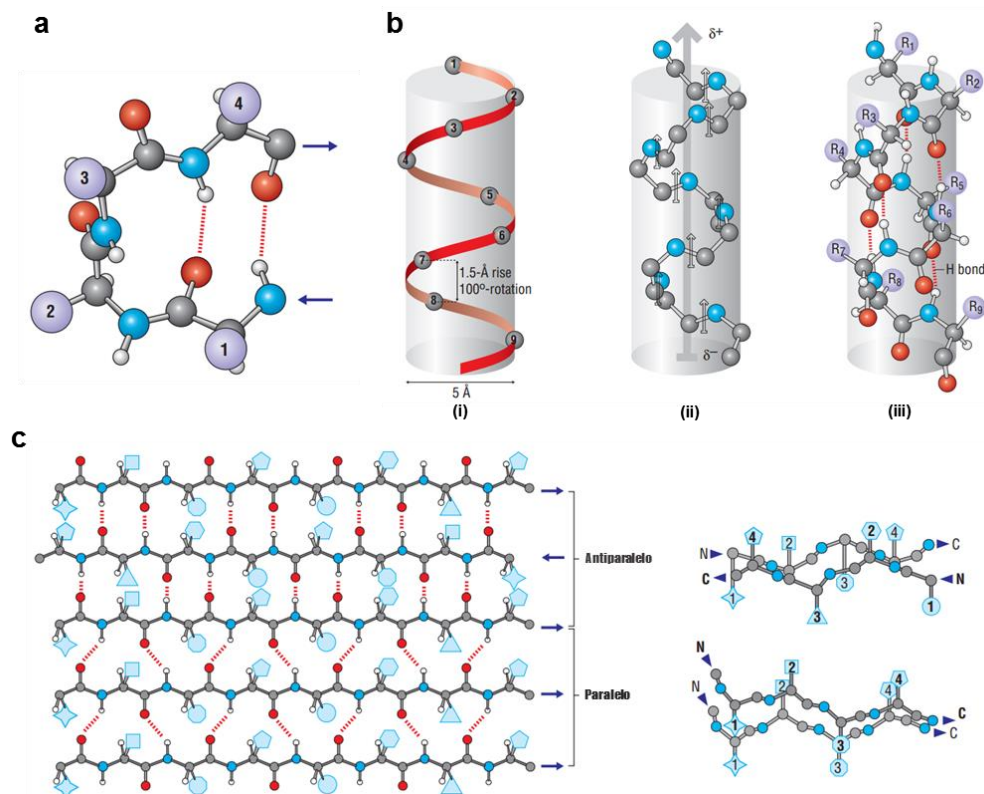 a
4
3
2
1
b
1
2
3
4
5
6
7
8
9
1.5-Å rise
100º-rotation
5 Å
(i)
δ+
δ−
(ii)
R1
R2
R3
R4
R5
R6
R7
R8
R9
H bond
(iii)
c
Antiparalelo
Paralelo
N
4
2
2
4
C
C
N
1
3
3
1
N
N
2
2
4
4
1
1
3
3
C
C